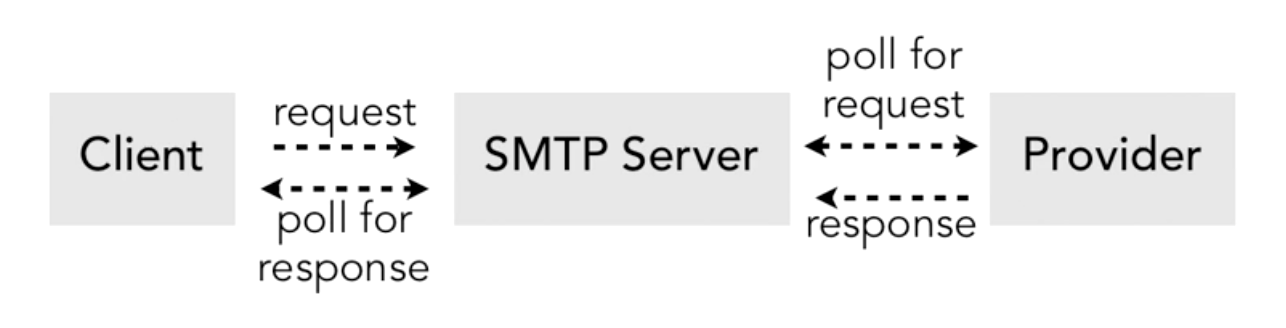 Client
request
poll for
response
SMTP Server
poll for
request
response
Provider